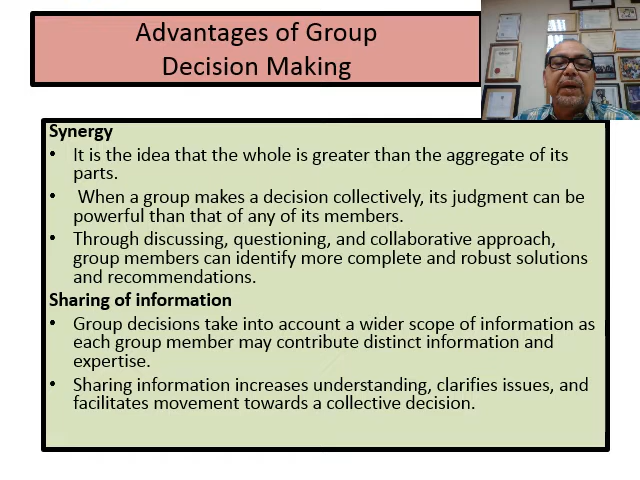 Advantages of Group
Decision Making
Synergy
• It is the idea that the whole is greater than the aggregate of its
parts.
• When a group makes a decision collectively, its judgment can be
powerful than that of any of its members.
• Through discussing, questioning, and collaborative approach,
group members can identify more complete and robust solutions
and recommendations.
Sharing of information
• Group decisions take into account a wider scope of information as
each group member may contribute distinct information and
expertise.
• Sharing information increases understanding, clarifies issues, and
facilitates movement towards a collective decision.